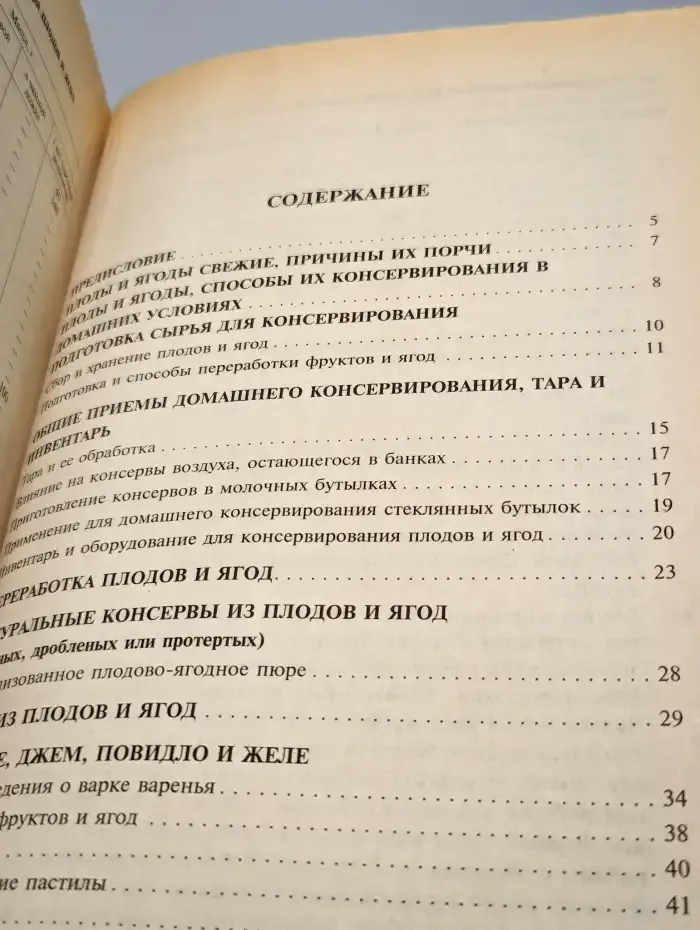 СОДЕРЖАНИЕ
ПРЕДИСЛОВИЕ 5
ПЛОДЫ И ЯГОДЫ СВЕЖИЕ, ПРИЧИНЫ ИХ ПОРЧИ 7
ПЛОДЫ И ЯГОДЫ, СПОСОБЫ ИХ КОНСЕРВИРОВАНИЯ В
ДОМАШНИХ УСЛОВИЯХ 8
ПОДГОТОВКА СЫРЬЯ ДЛЯ КОНСЕРВИРОВАНИЯ
Сбор и хранение плодов и ягод 10
Подготовка и способы переработки фруктов и ягод 11
ОБЩИЕ ПРИЕМЫ ДОМАШНЕГО КОНСЕРВИРОВАНИЯ, ТАРА И
ИНВЕНТАРЬ
Тара и ее обработка 15
Влияние на консервы воздуха, остающегося в банках 17
Приготовление консервов в молочных бутылках 17
Применение для домашнего консервирования стеклянных бутылок 19
Инвентарь и оборудование для консервирования плодов и ягод 20
ЕРЕРАБОТКА ПЛОДОВ И ЯГОД 23
УРАЛЬНЫЕ КОНСЕРВЫ ИЗ ПЛОДОВ И ЯГОД
ных, дробленых или протертых)
изованное плодово-ягодное пюре 28
ИЗ ПЛОДОВ И ЯГОД 29
Е, ДЖЕМ, ПОВИДЛО И ЖЕЛЕ
едения о варке варенья 34
фруктов и ягод 38
40
ие пастилы 41